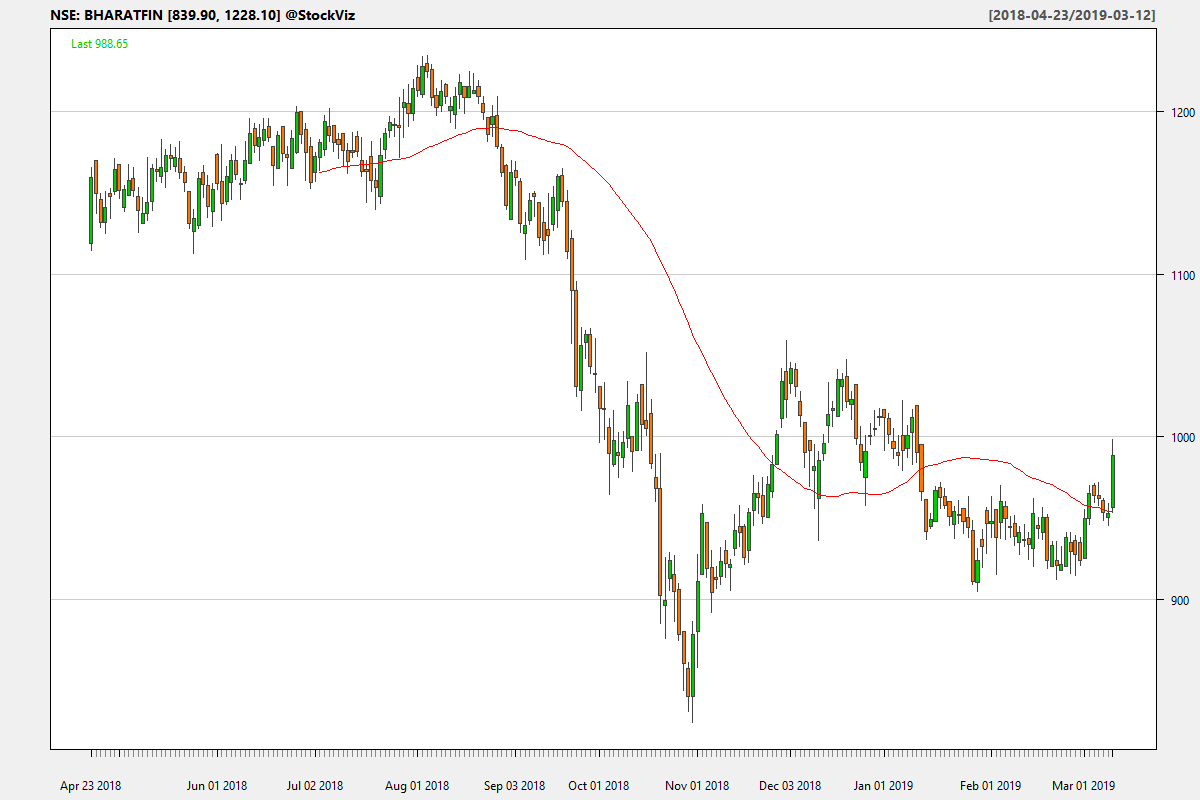 NSE: BHARATFIN [839.90, 1228.10] @StockViz [2018-04-23/2019-03-12]
Last 988.65
1200
1100
1000
900
Apr 23 2018 Jun 01 2018 Jul 02 2018 Aug 01 2018 Sep 03 2018 Oct 01 2018 Nov 01 2018 Dec 03 2018 Jan 01 2019 Feb 01 2019 Mar 01 2019